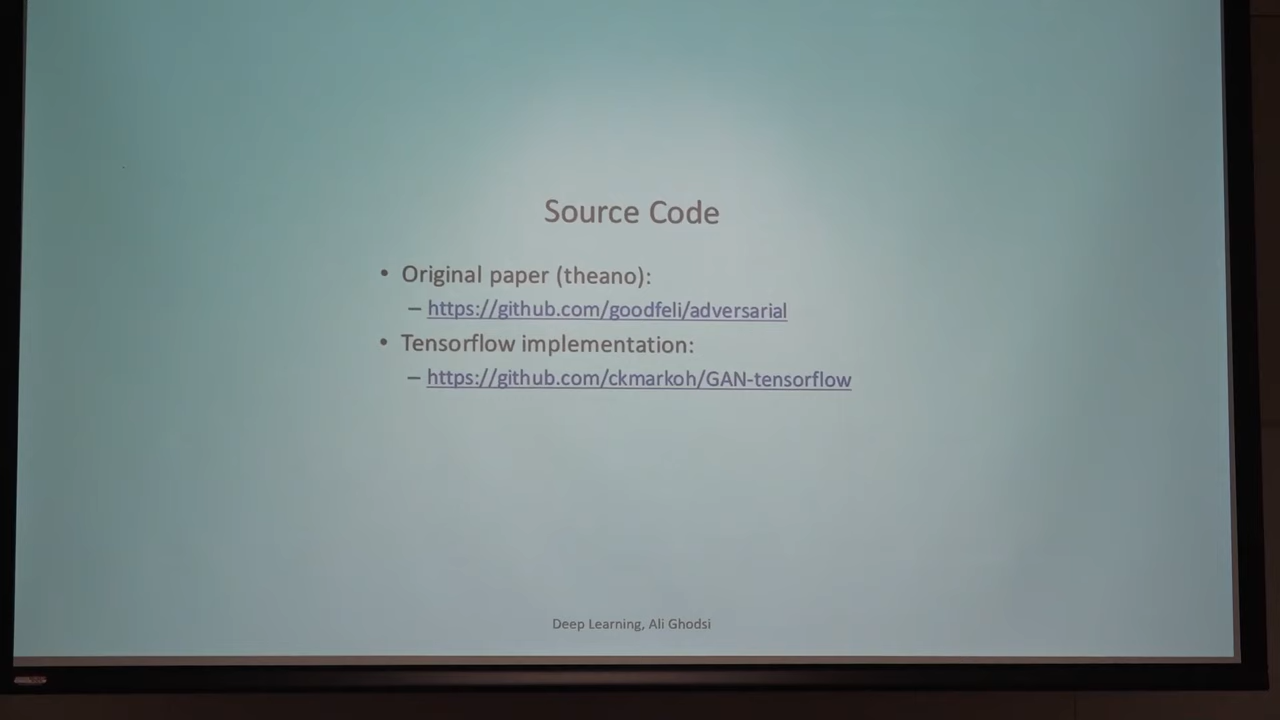 Source Code
• Original paper (theano):
– https://github.com/goodfeli/adversarial
• Tensorflow implementation:
– https://github.com/ckmarkoh/GAN-tensorflow
Deep Learning, Ali Ghodsi